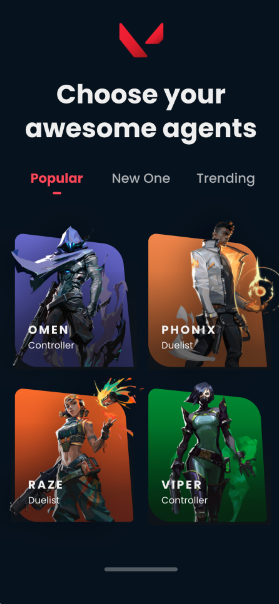 Choose your
awesome agents
Popular New One Trending
OMEN
Controller
PHONIX
Duelist
RAZE
Duelist
VIPER
Controller